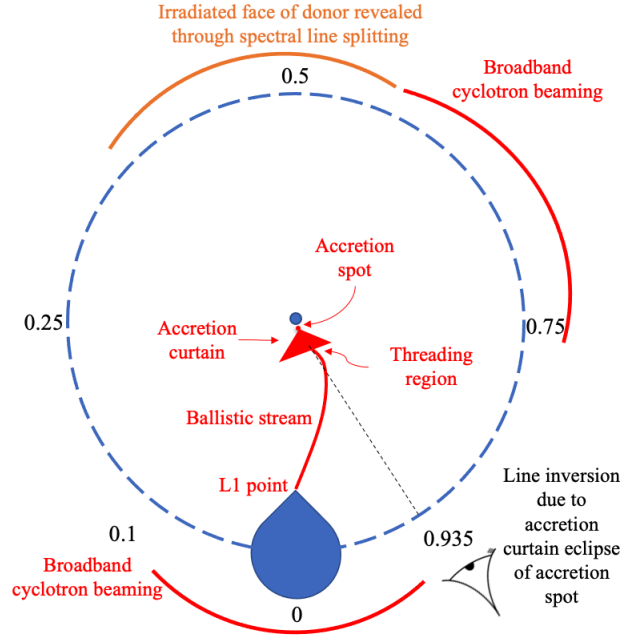 Irradiated face of donor revealed
through spectral line splitting
0.5
Broadband
cyclotron beaming
Accretion
spot
0.25
0.75
Accretion
curtain
Threading
region
Ballistic stream
L1 point
Line inversion
due to
accretion
curtain eclipse
of accretion
spot
0.1
0.935
Broadband
cyclotron beaming
0